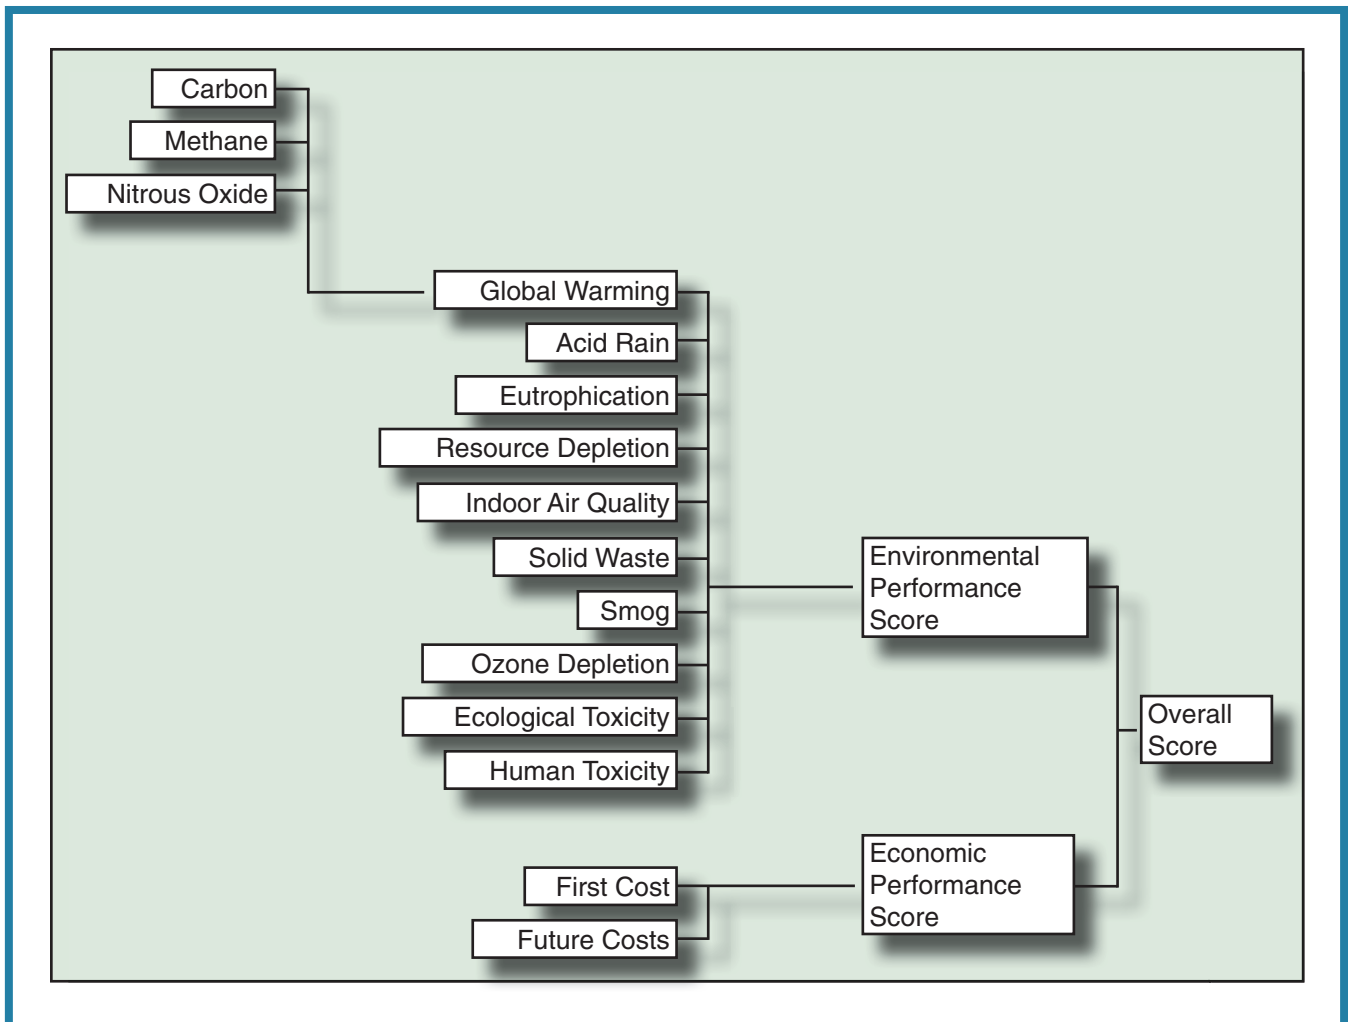 Carbon
Methane
Nitrous Oxide
Global Warming
Acid Rain
Eutrophication
Resource Depletion
Indoor Air Quality
Solid Waste
Smog
Ozone Depletion
Ecological Toxicity
Human Toxicity
Environmental
Performance
Score
Overall
Score
First Cost
Future Costs
Economic
Performance
Score